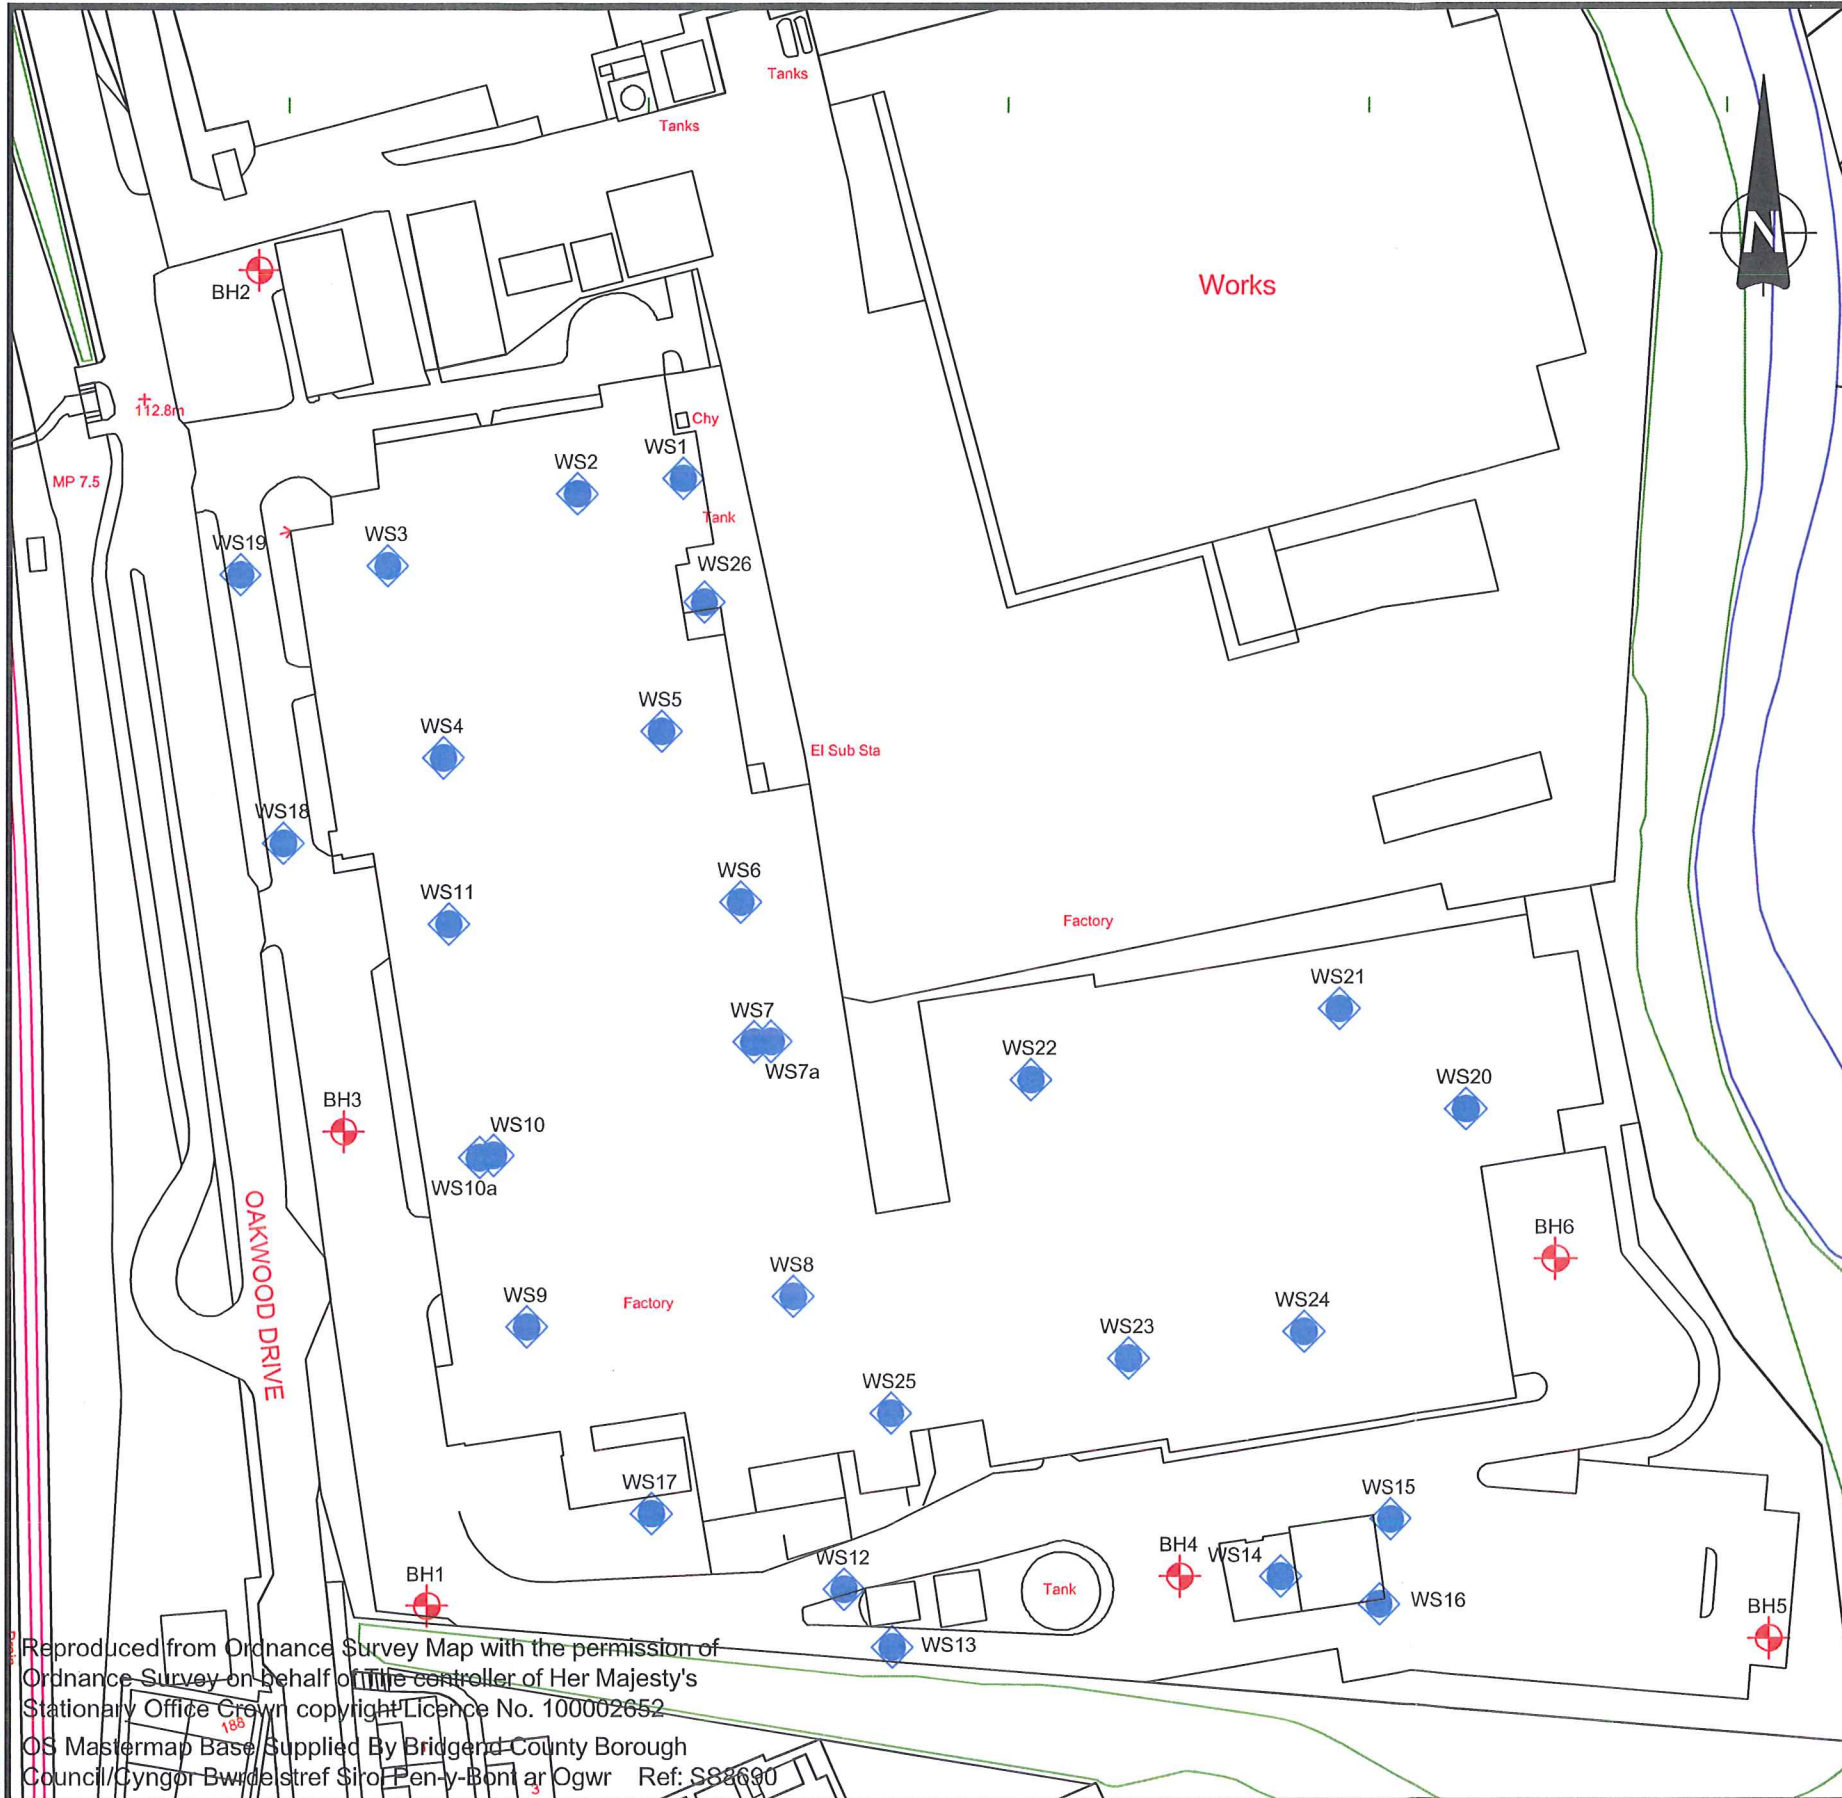 Tanks
Tanks
N
Works
BH2
112.8m
Chy
MP 7.5
WS1
WS2
Tank
WS3
WS19
WS26
WS5
WS4
El Sub Sta
WS18
WS6
WS11
Factory
WS21
WS7
WS22
WS7a
WS20
BH3
WS10
WS10a
OAKWOOD DRIVE
BH6
WS8
WS9
Factory
WS24
WS23
WS25
WS17
WS15
BH4
WS14
WS12
BH1
Tank
WS16
BH5
WS13
Reproduced from Ordnance Survey Map with the permission of
Ordnance Survey on behalf of The controller of Her Majesty's
Stationary Office Crown copyright Licence No. 100002652
188
OS Mastermap Base Supplied By Bridgend County Borough
Council/Cyngor Bwrdeistref Sirol Pen-y-Bont ar Ogwr Ref: SS8690
3